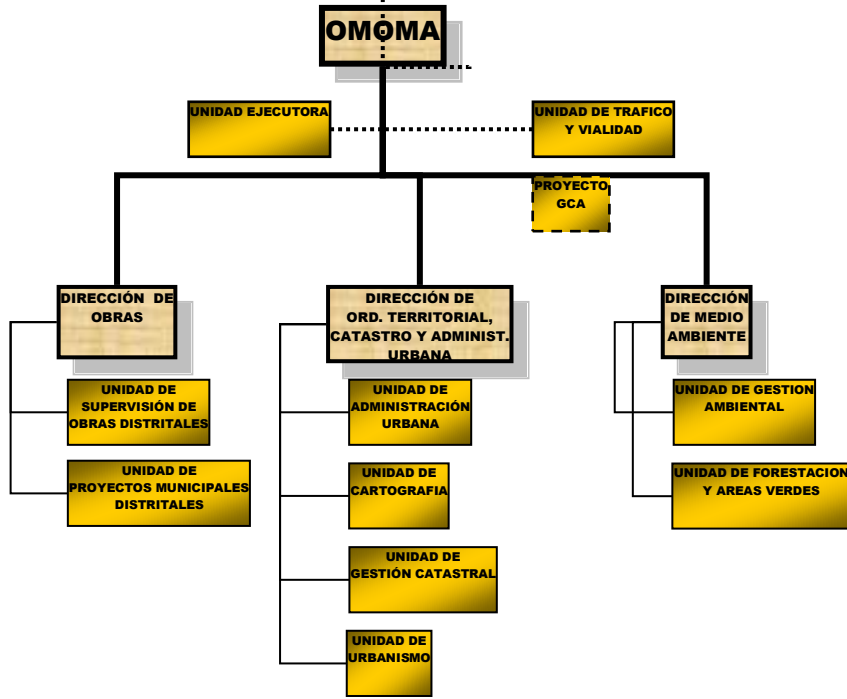 OMOMA
UNIDAD EJECUTORA
UNIDAD DE TRAFICO
Y VIALIDAD
PROYECTO
GCA
DIRECCIÓN DE
OBRAS
DIRECCIÓN DE
ORD. TERRITORIAL,
CATASTRO Y ADMINIST.
URBANA
DIRECCIÓN
DE MEDIO
AMBIENTE
UNIDAD DE
SUPERVISIÓN DE
OBRAS DISTRITALES
UNIDAD DE
PROYECTOS MUNICIPALES
DISTRITALES
UNIDAD DE
ADMINISTRACIÓN
URBANA
UNIDAD DE
CARTOGRAFIA
UNIDAD DE
GESTIÓN CATASTRAL
UNIDAD DE
URBANISMO
UNIDAD DE GESTION
AMBIENTAL
UNIDAD DE FORESTACION
Y AREAS VERDES